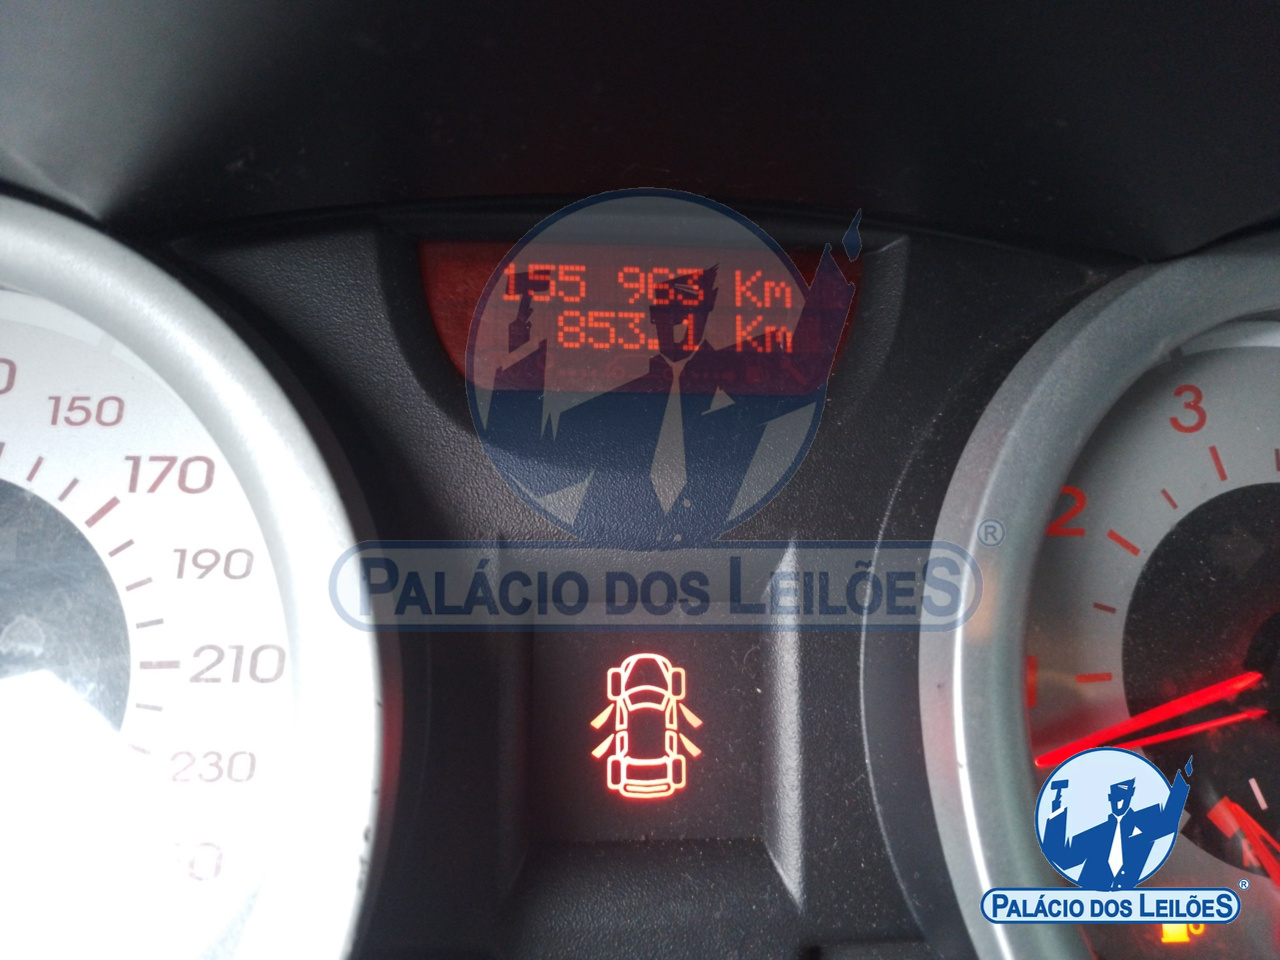 155 963 Km
853.1 Km
150
170
190
210
230
3
2
PALÁCIO DOS LEILÕES ®
PALÁCIO DOS LEILÕES ®